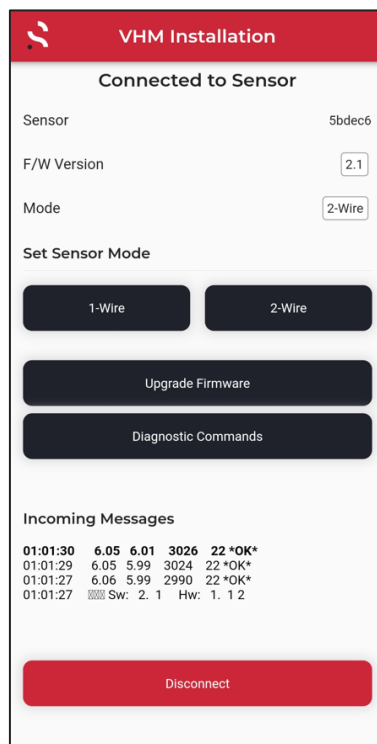 VHM Installation
Connected to Sensor
Sensor 5bdec6
F/W Version 2.1
Mode 2-Wire
Set Sensor Mode
1-Wire 2-Wire
Upgrade Firmware
Diagnostic Commands
Incoming Messages
01:01:30 6.05 6.01 3026 22 *OK*
01:01:29 6.05 5.99 3024 22 *OK*
01:01:27 6.06 5.99 2990 22 *OK*
01:01:27 Sw: 2. 1 Hw: 1. 1 2
Disconnect